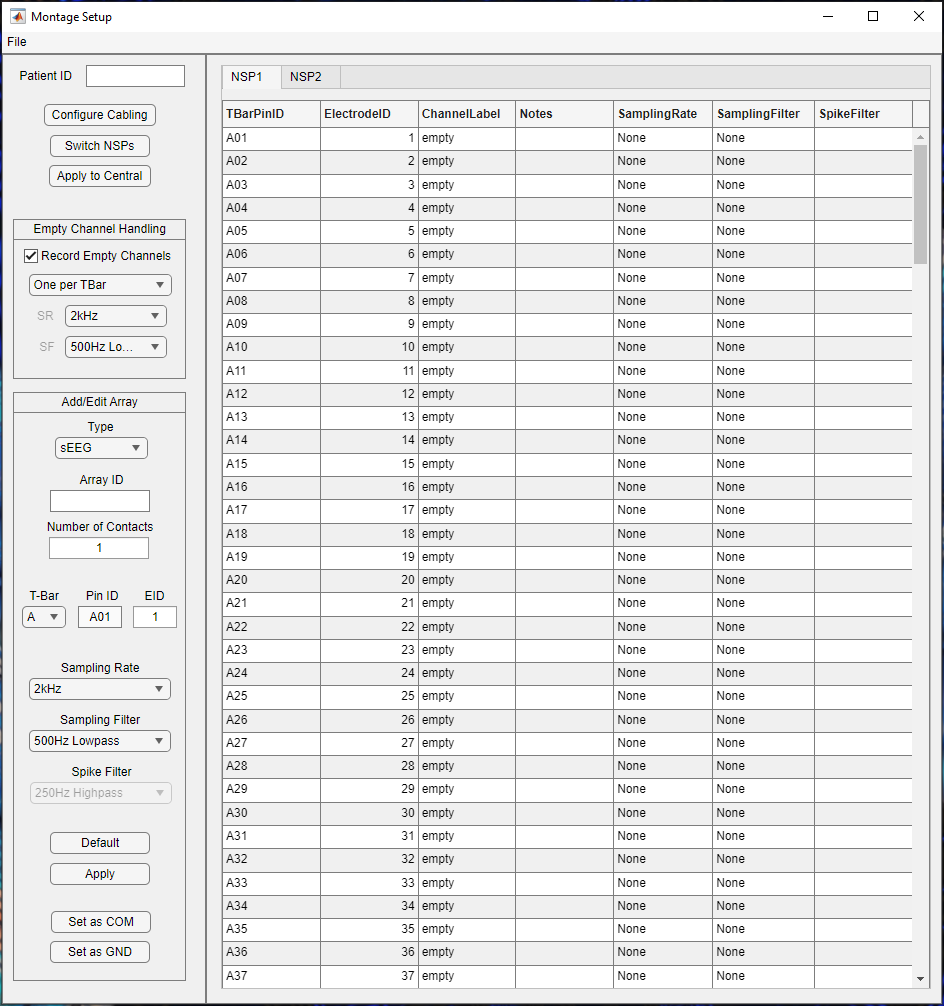 Montage Setup
File
Patient ID
Configure Cabling
Switch NSPs
Apply to Central
Empty Channel Handling
Record Empty Channels
One per TBar
SR 2kHz
SF 500Hz Lo...
Add/Edit Array
Type
sEEG
Array ID
Number of Contacts
1
T-Bar Pin ID EID
A A01 1
Sampling Rate
2kHz
Sampling Filter
500Hz Lowpass
Spike Filter
250Hz Highpass
Default
Apply
Set as COM
Set as GND
NSP1 NSP2
TBarPinID ElectrodeID ChannelLabel Notes SamplingRate SamplingFilter SpikeFilter
A01 1 empty None None
A02 2 empty None None
A03 3 empty None None
A04 4 empty None None
A05 5 empty None None
A06 6 empty None None
A07 7 empty None None
A08 8 empty None None
A09 9 empty None None
A10 10 empty None None
A11 11 empty None None
A12 12 empty None None
A13 13 empty None None
A14 14 empty None None
A15 15 empty None None
A16 16 empty None None
A17 17 empty None None
A18 18 empty None None
A19 19 empty None None
A20 20 empty None None
A21 21 empty None None
A22 22 empty None None
A23 23 empty None None
A24 24 empty None None
A25 25 empty None None
A26 26 empty None None
A27 27 empty None None
A28 28 empty None None
A29 29 empty None None
A30 30 empty None None
A31 31 empty None None
A32 32 empty None None
A33 33 empty None None
A34 34 empty None None
A35 35 empty None None
A36 36 empty None None
A37 37 empty None None